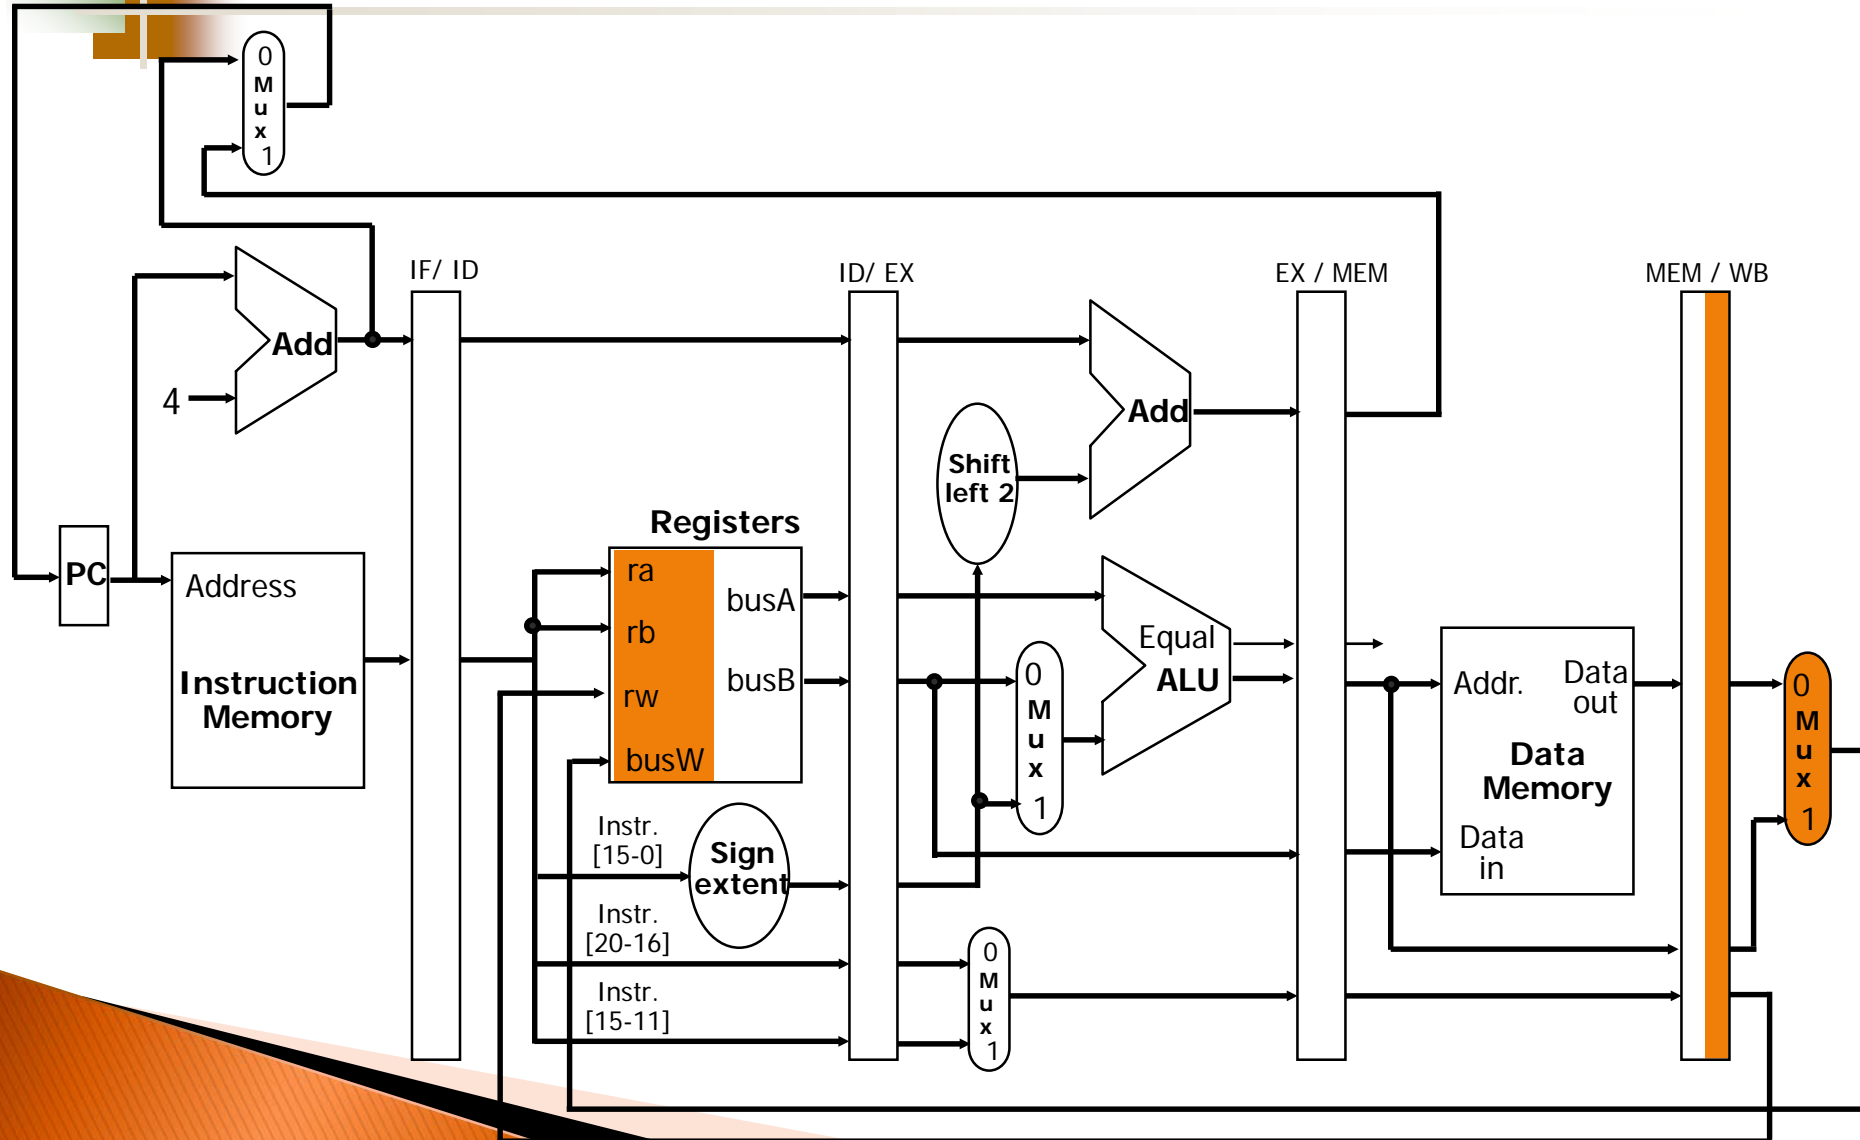 0
M
u
x
1
IF/ ID
ID/ EX
EX / MEM
MEM / WB
Add
4
Add
Shift
left 2
Registers
PC
Address
Instruction
Memory
ra
rb
rw
busW
busA
busB
0
M
u
x
1
Equal
ALU
Addr.
Data
out
Data
Memory
Data
in
0
M
u
x
1
Instr.
[15-0]
Sign
extent
Instr.
[20-16]
Instr.
[15-11]
0
M
u
x
1